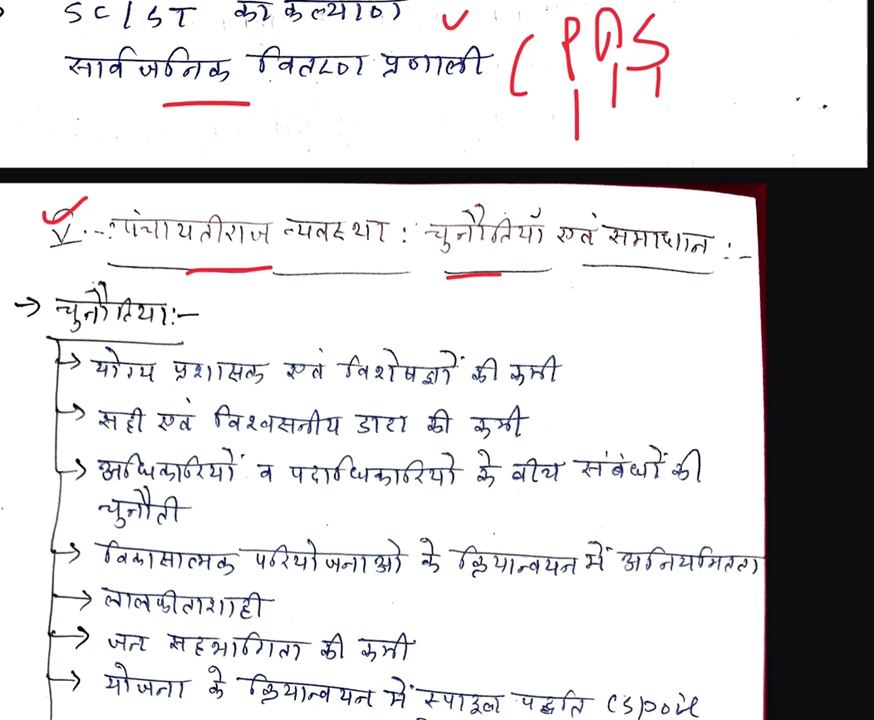 SC/ST का कल्याण
सार्वजनिक वितरण प्रणाली (PDS
V :- पंचायतीराज व्यवस्था : चुनौतियाँ एवं समाधान :-
→ चुनौतियाः-
→ योग्य प्रशासक एवं विशेषज्ञों की कमी
→ सही एवं विश्वसनीय डाटा की कमी
→ अधिकारियों व पदाधिकारियो के बीच संबंधों की
चुनौती
→ विकासात्मक परियोजनाओ के क्रियान्वयन में अनियमितता
→ लालफीताशाही
→ जन सहभागिता की कमी
→ योजना के क्रियान्वयन में स्पाइल पद्धति (Spoil